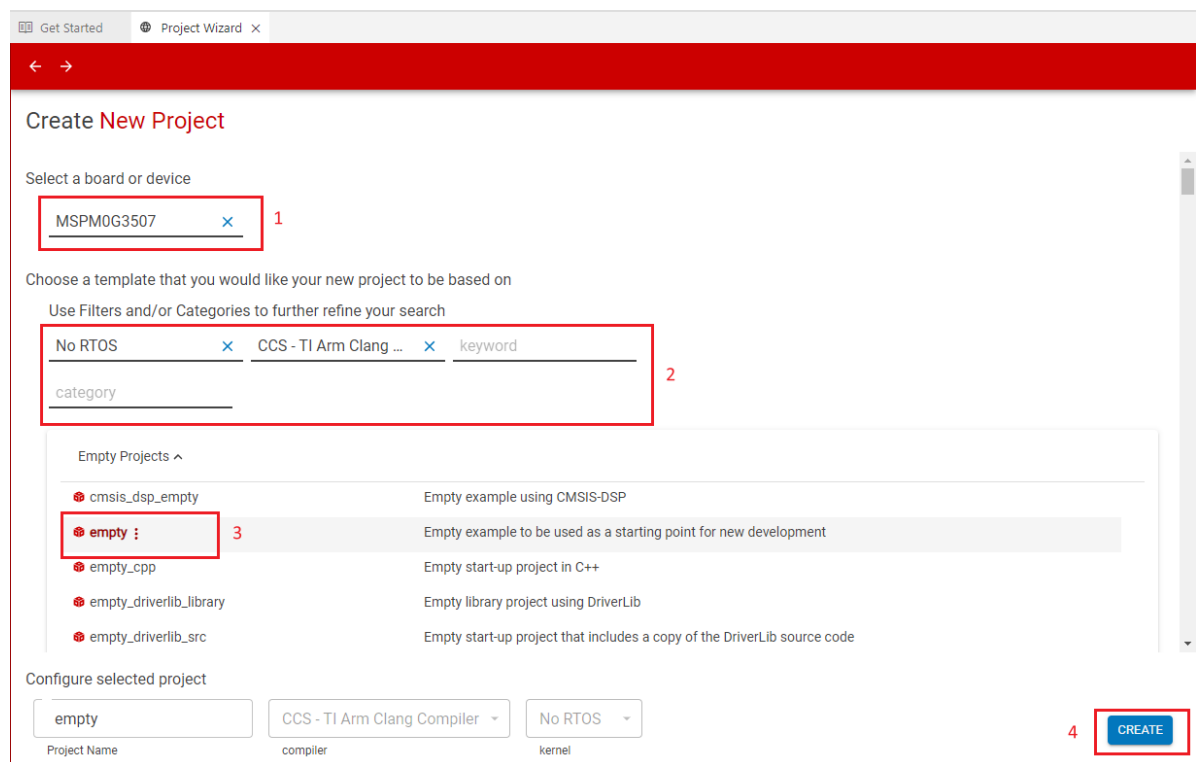 Get Started Project Wizard
Create New Project
Select a board or device
MSPM0G3507 1
Choose a template that you would like your new project to be based on
Use Filters and/or Categories to further refine your search
No RTOS CCS - TI Arm Clang ... keyword
2
category
Empty Projects
cmsis_dsp_empty Empty example using CMSIS-DSP
empty 3 Empty example to be used as a starting point for new development
empty_cpp Empty start-up project in C++
empty_driverlib_library Empty library project using DriverLib
empty_driverlib_src Empty start-up project that includes a copy of the DriverLib source code
Configure selected project
empty CCS - TI Arm Clang Compiler No RTOS 4 CREATE
Project Name compiler kernel